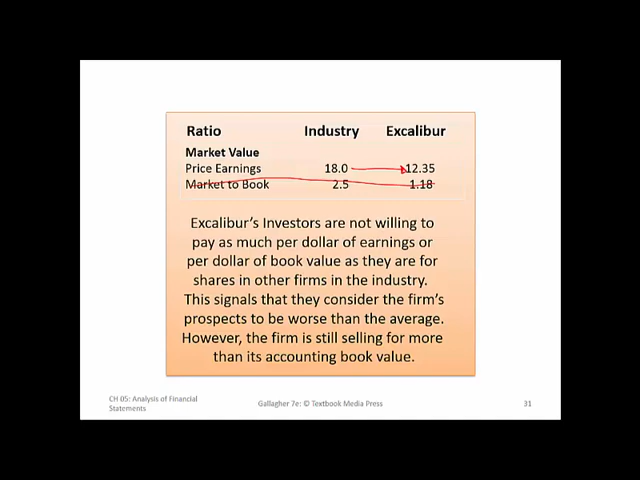 Ratio Industry Excalibur
Market Value
Price Earnings 18.0 12.35
Market to Book 2.5 1.18
Excalibur's Investors are not willing to
pay as much per dollar of earnings or
per dollar of book value as they are for
shares in other firms in the industry.
This signals that they consider the firm's
prospects to be worse than the average.
However, the firm is still selling for more
than its accounting book value.
CH 05: Analysis of Financial
Statements
Gallagher 7e: © Textbook Media Press
31